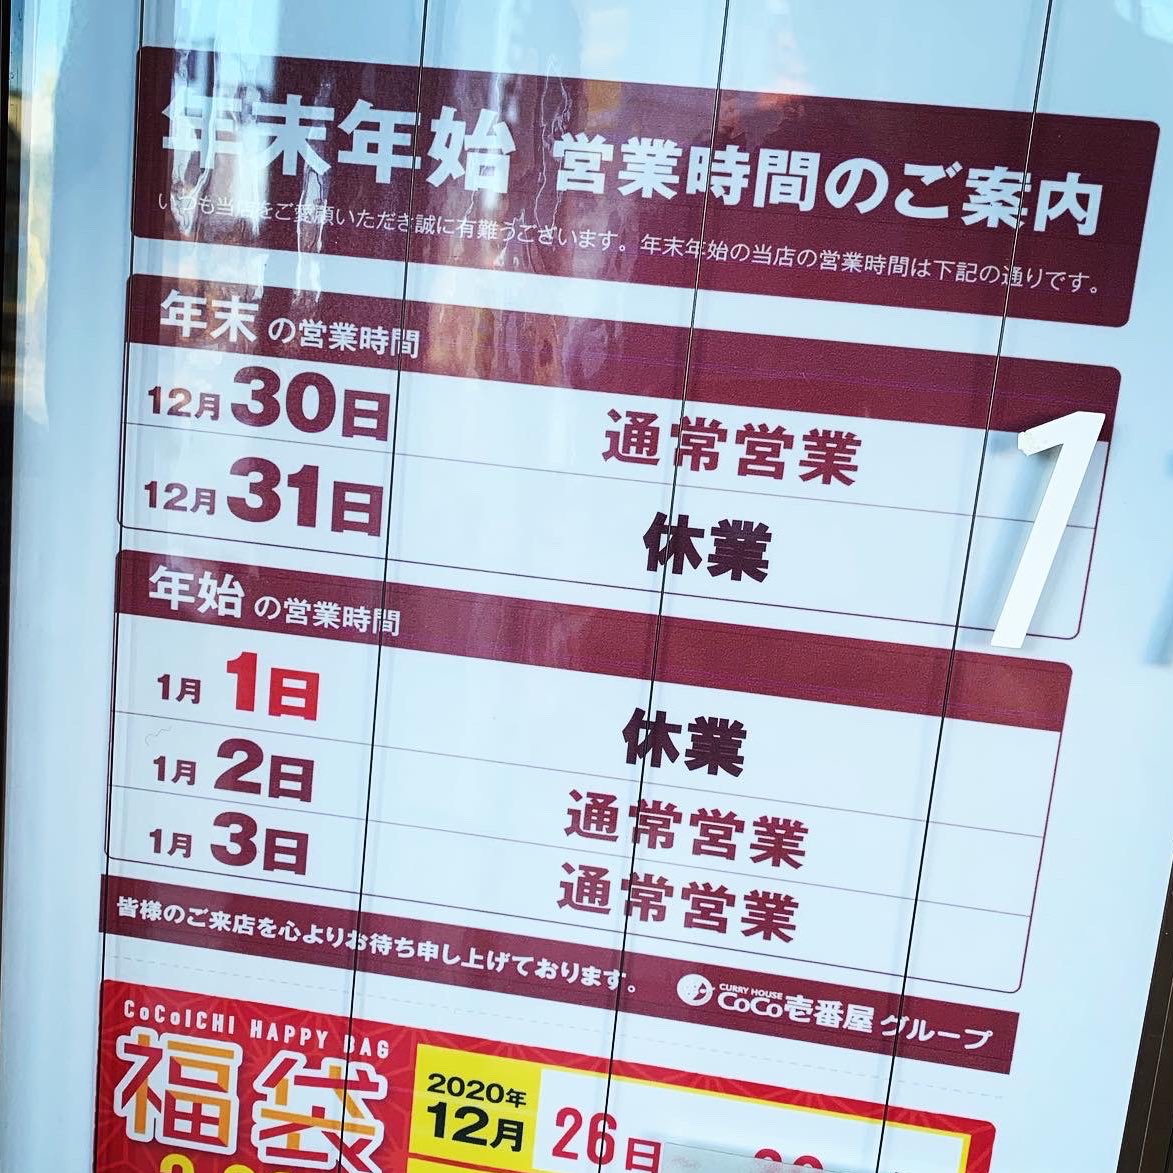 年末年始 営業時間のご案内
いつも当店をご愛顧いただき誠に有難うございます。年末年始の当店の営業時間は下記の通りです。
年末の営業時間
12月30日 通常営業
12月31日 休業
年始の営業時間
1月1日 休業
1月2日 通常営業
1月3日 通常営業
皆様のご来店を心よりお待ち申し上げております。
CURRY HOUSE
CoCo壱番屋グループ
1
CoCoICHI HAPPY BAG
福袋
2020年
12月 26日